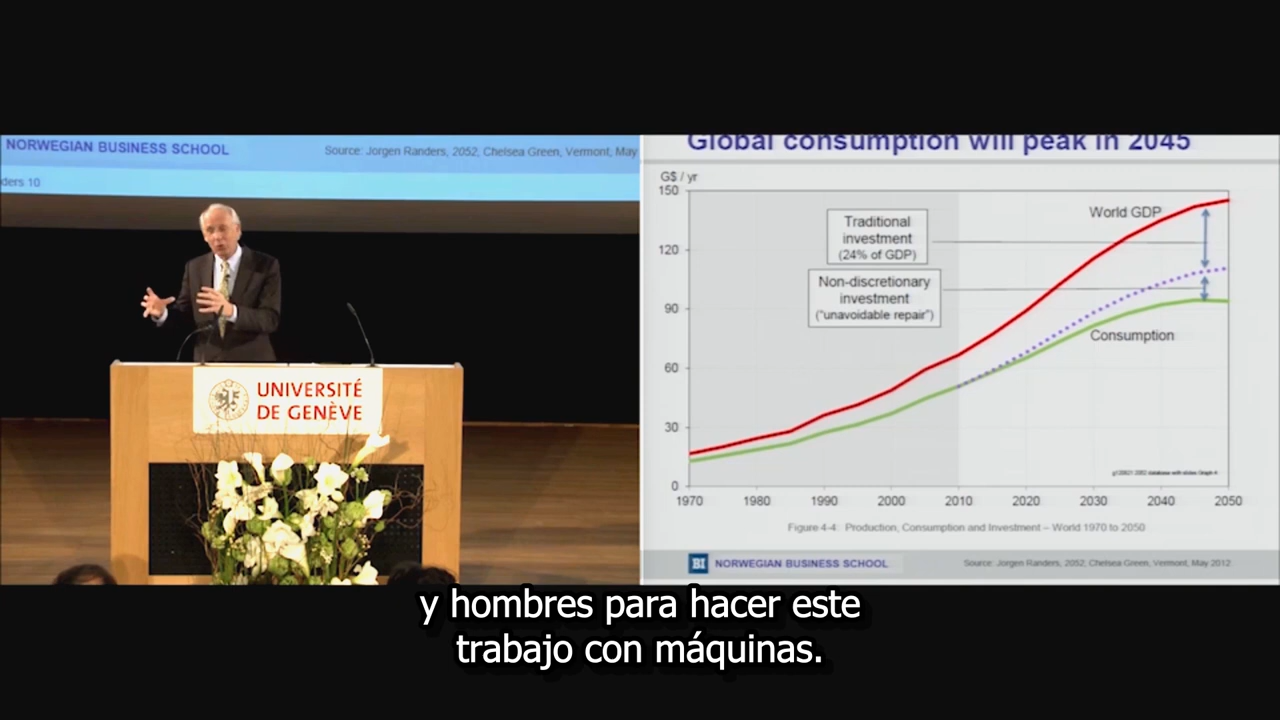 NORWEGIAN BUSINESS SCHOOL
Source: Jorgen Randers, 2052, Chelsea Green, Vermont, May
ders 10
UNIVERSITÉ
DE GENÈVE
Global consumption will peak in 2045
G$ / yr
150
120
90
60
30
0
World GDP
Traditional
investment
(24% of GDP)
Non-discretionary
investment
("unavoidable repair")
Consumption
1970 1980 1990 2000 2010 2020 2030 2040 2050
Figure 4-4: Production, Consumption and Investment – World 1970 to 2050
BI NORWEGIAN BUSINESS SCHOOL
Source: Jorgen Randers, 2052, Chelsea Green, Vermont, May 2012
y hombres para hacer este
trabajo con máquinas.